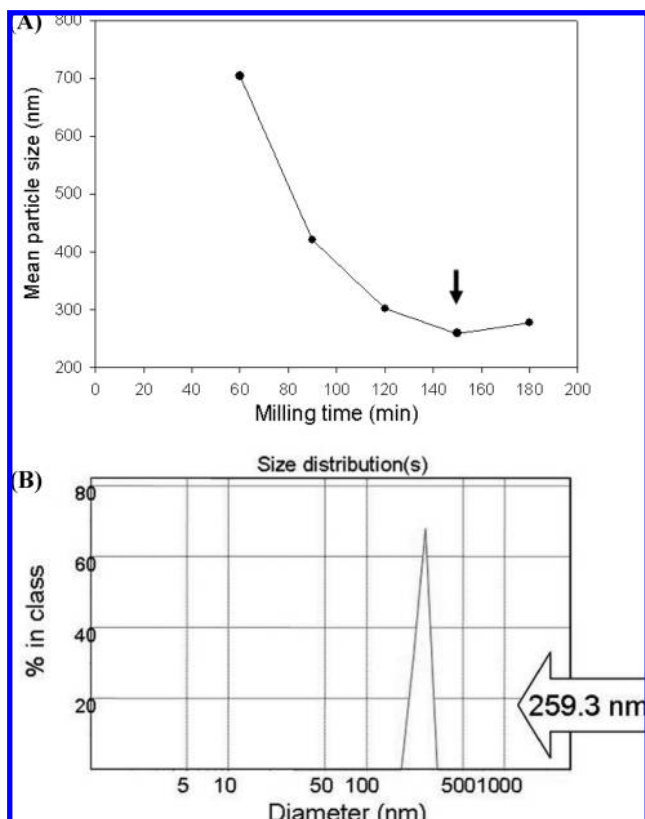 (A)
800
700
600
500
400
300
200
Mean particle size (nm)
0 20 40 60 80 100 120 140 160 180 200
Milling time (min)
(B)
Size distribution(s)
80
60
40
20
% in class
259.3 nm
5 10 50 100 500 1000
Diameter (nm)